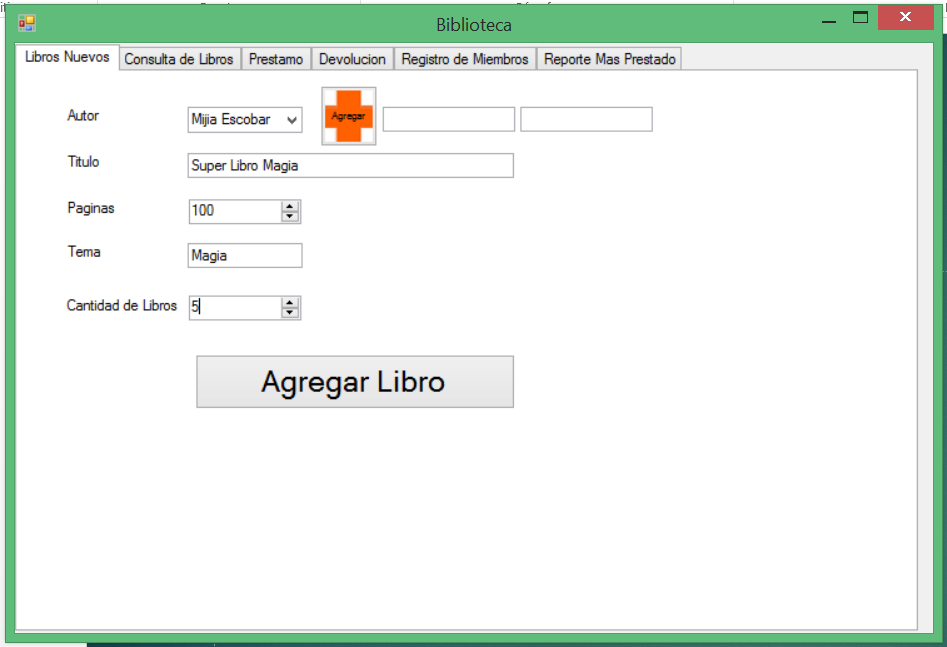 Biblioteca
Libros Nuevos Consulta de Libros Prestamo Devolucion Registro de Miembros Reporte Mas Prestado
Autor Mijia Escobar Agregar
Titulo Super Libro Magia
Paginas 100
Tema Magia
Cantidad de Libros 5
Agregar Libro